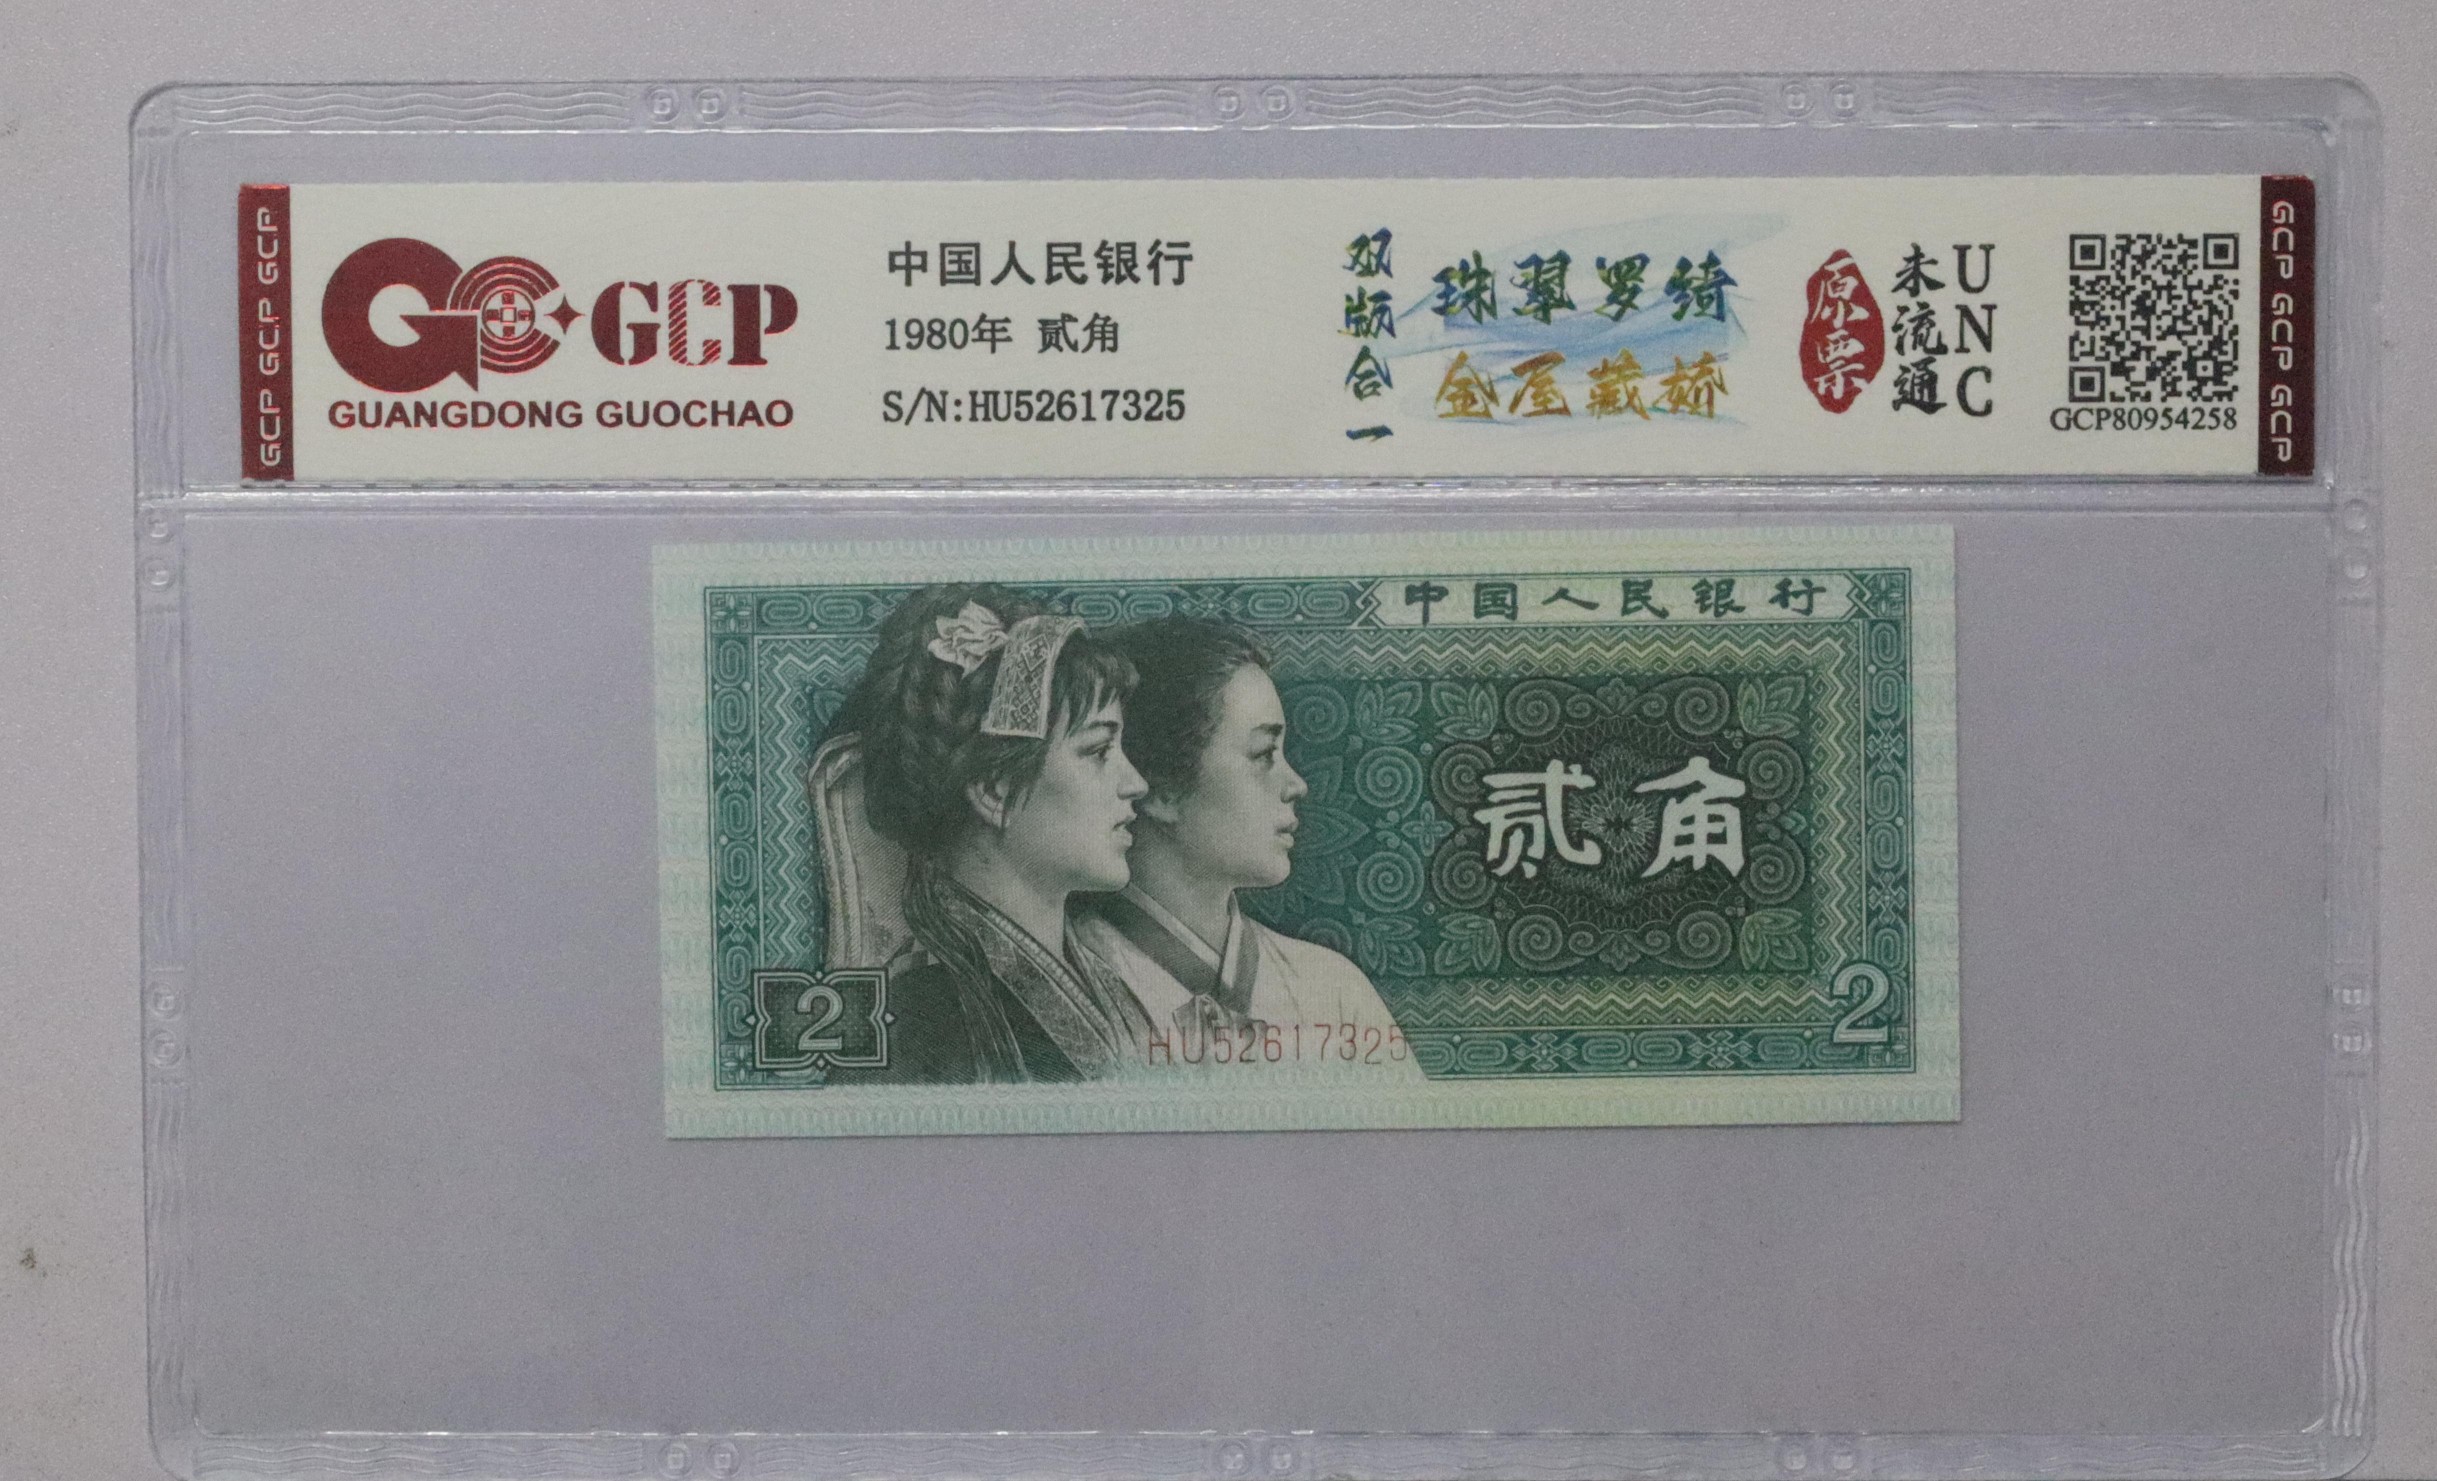 GCP GCP GCP
GCP
GUANGDONG GUOCHAO
中国人民银行
1980年 贰角
S/N:HU52617325
双版合一
珠翠罗绮
金屋藏娇
原票
未流通
UNC
GCP80954258
GCP GCP GCP
中国人民银行
贰角
2
2
HU52617325